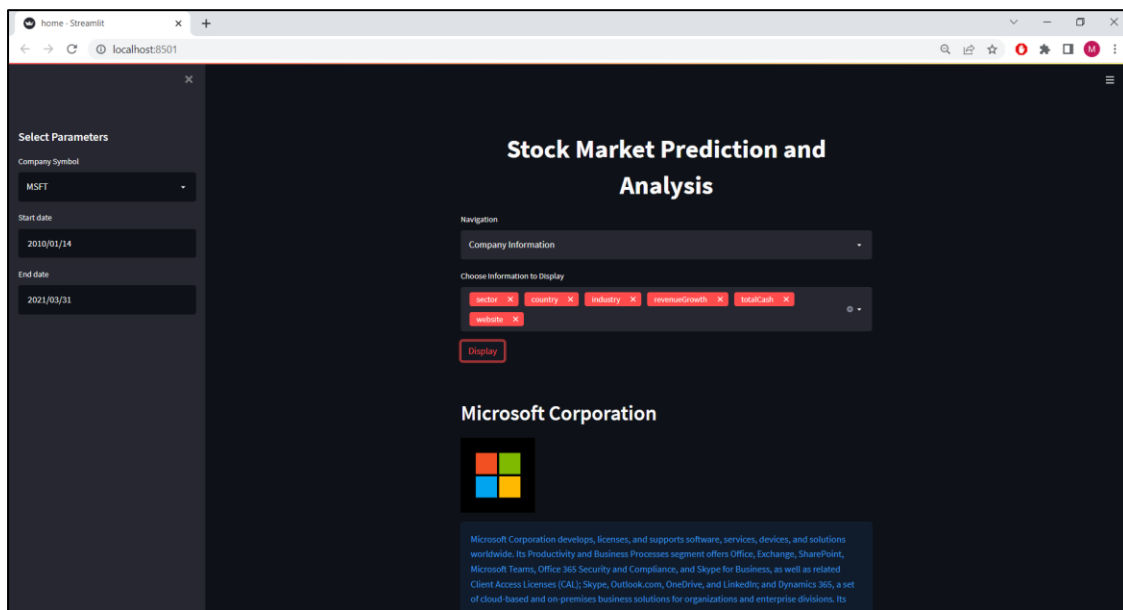 home · Streamlit
localhost:8501
M
Select Parameters
Company Symbol
MSFT
Start date
2010/01/14
End date
2021/03/31
Stock Market Prediction and
Analysis
Navigation
Company Information
Choose Information to Display
sector
country
industry
revenueGrowth
totalCash
website
Display
Microsoft Corporation
Microsoft Corporation develops, licenses, and supports software, services, devices, and solutions
worldwide. Its Productivity and Business Processes segment offers Office, Exchange, SharePoint,
Microsoft Teams, Office 365 Security and Compliance, and Skype for Business, as well as related
Client Access Licenses (CAL); Skype, Outlook.com, OneDrive, and LinkedIn; and Dynamics 365, a set
of cloud-based and on-premises business solutions for organizations and enterprise divisions. Its